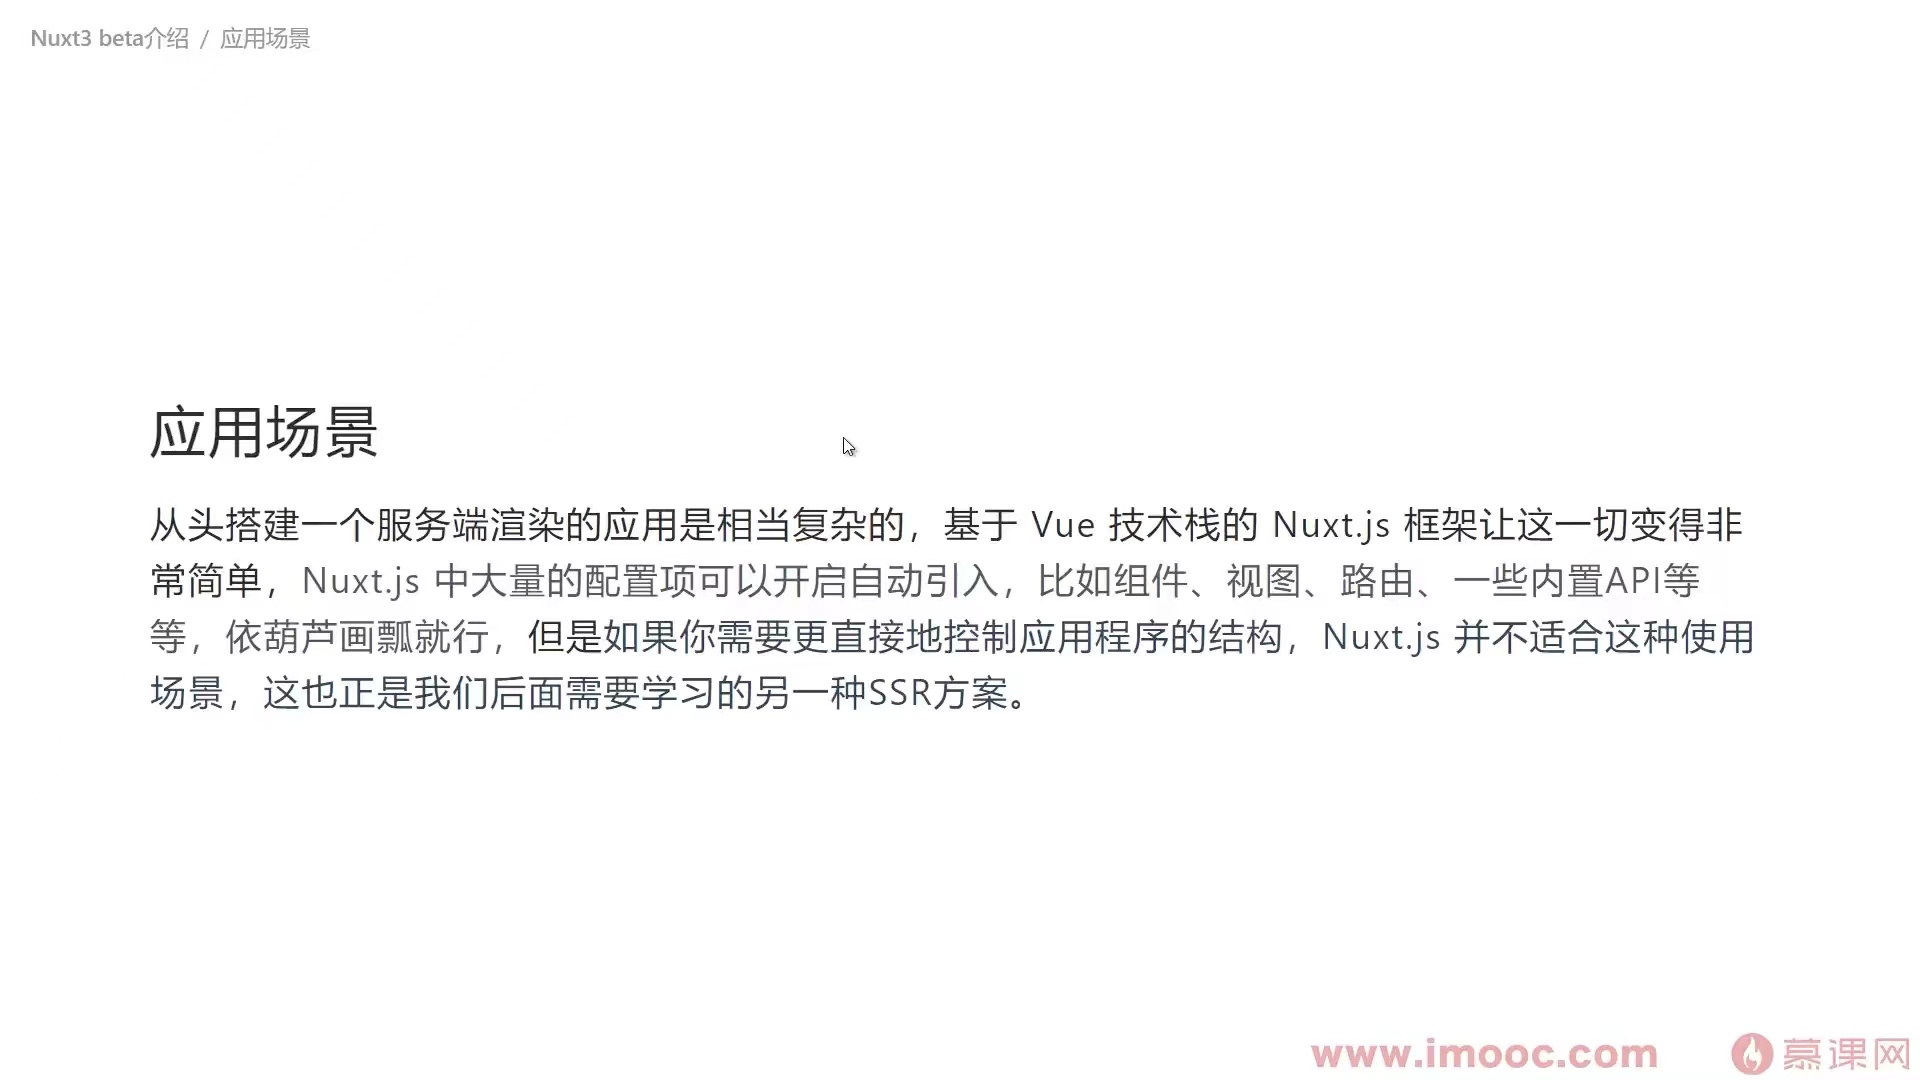 Nuxt3 beta介绍 / 应用场景
应用场景
从头搭建一个服务端渲染的应用是相当复杂的，基于 Vue 技术栈的 Nuxt.js 框架让这一切变得非
常简单，Nuxt.js 中大量的配置项可以开启自动引入，比如组件、视图、路由、一些内置API等
等，依葫芦画瓢就行，但是如果你需要更直接地控制应用程序的结构，Nuxt.js 并不适合这种使用
场景，这也正是我们后面需要学习的另一种SSR方案。
www.imooc.com 慕课网